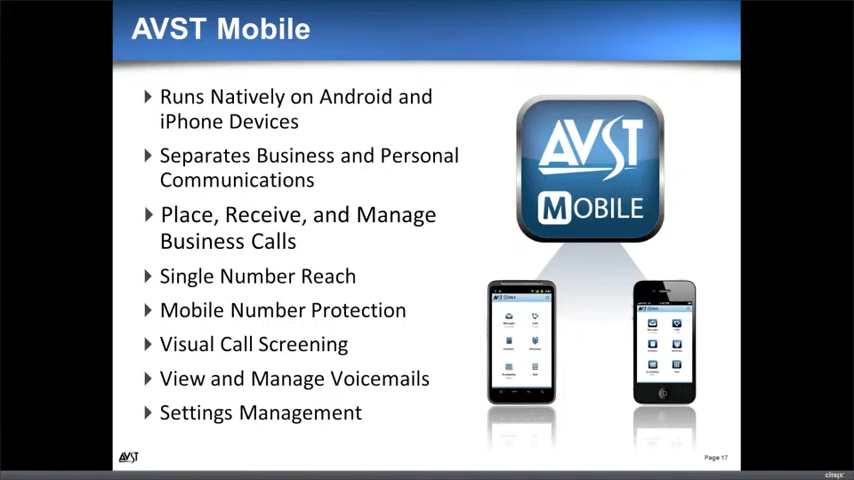 AVST Mobile
Runs Natively on Android and
iPhone Devices
Separates Business and Personal
Communications
Place, Receive, and Manage
Business Calls
Single Number Reach
Mobile Number Protection
Visual Call Screening
View and Manage Voicemails
Settings Management
AVST
MOBILE
AVST
Page 17
citrix